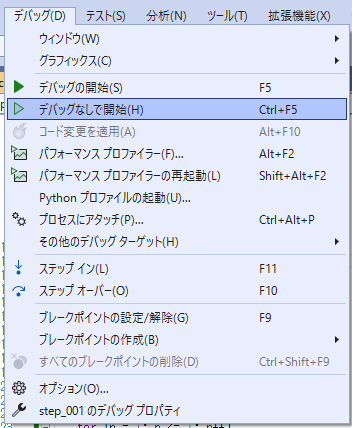 デバッグ(D) テスト(S) 分析(N) ツール(T) 拡張機能(X)
ウィンドウ(W)
グラフィックス(C)
デバッグの開始(S) F5
デバッグなしで開始(H) Ctrl+F5
コード変更を適用(A) Alt+F10
パフォーマンス プロファイラー(F)... Alt+F2
パフォーマンス プロファイラーの再起動(L) Shift+Alt+F2
Python プロファイルの起動(U)...
プロセスにアタッチ(P)... Ctrl+Alt+P
その他のデバッグ ターゲット(H)
ステップ イン(L) F11
ステップ オーバー(O) F10
ブレークポイントの設定/解除(G) F9
ブレークポイントの作成(B)
すべてのブレークポイントの削除(D) Ctrl+Shift+F9
オプション(O)...
step_001 のデバッグ プロパティ